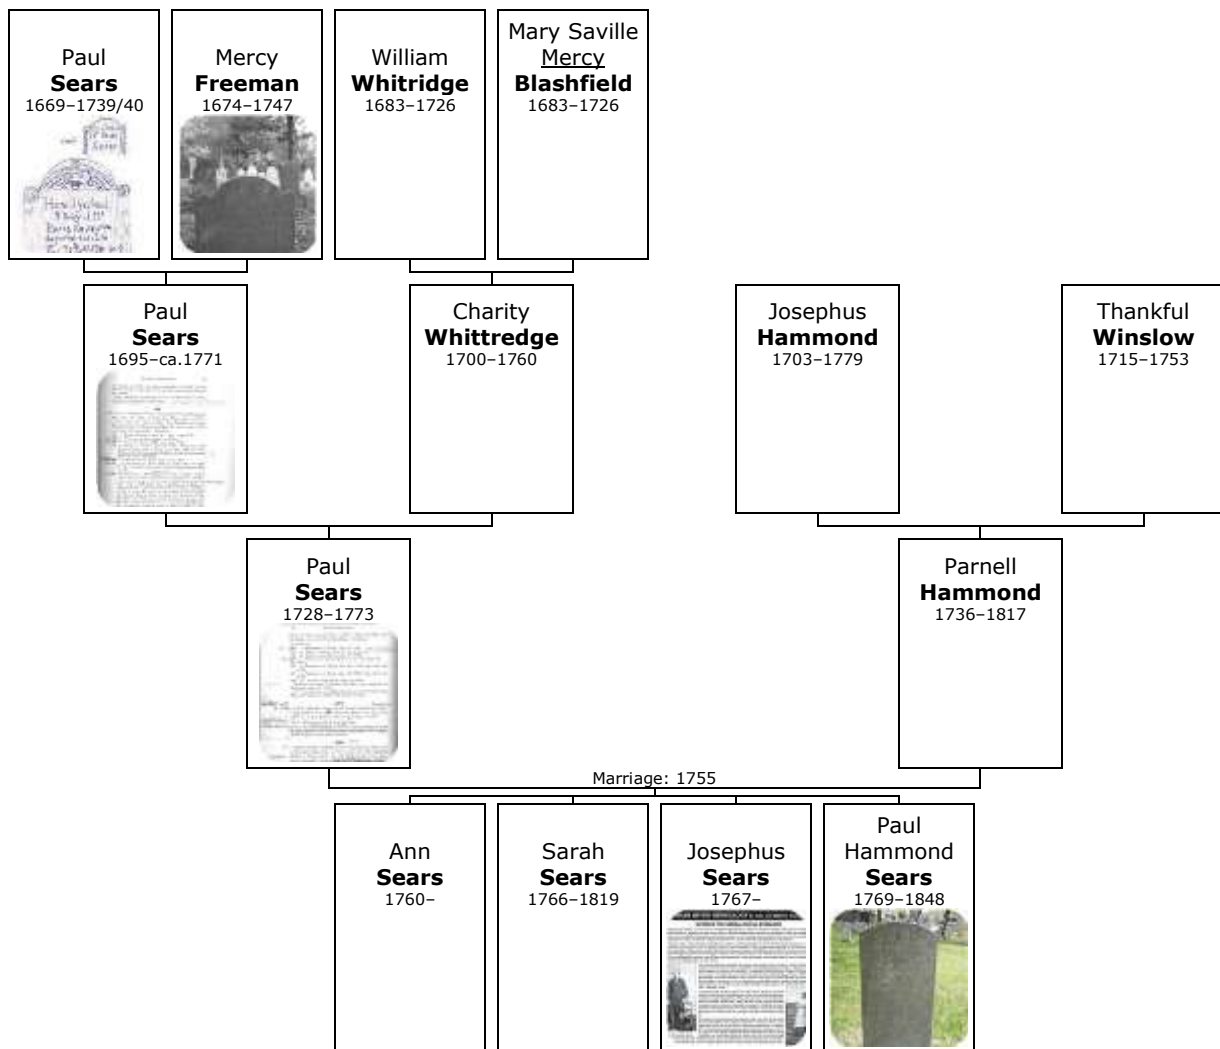 Paul
Sears
1669–1739/40
Mercy
Freeman
1674–1747
William
Whitridge
1683–1726
Mary Saville
Mercy
Blashfield
1683–1726
Paul
Sears
1695–ca.1771
Charity
Whittredge
1700–1760
Josephus
Hammond
1703–1779
Thankful
Winslow
1715–1753
Paul
Sears
1728–1773
Parnell
Hammond
1736–1817
Marriage: 1755
Ann
Sears
1760–
Sarah
Sears
1766–1819
Josephus
Sears
1767–
Paul
Hammond
Sears
1769–1848